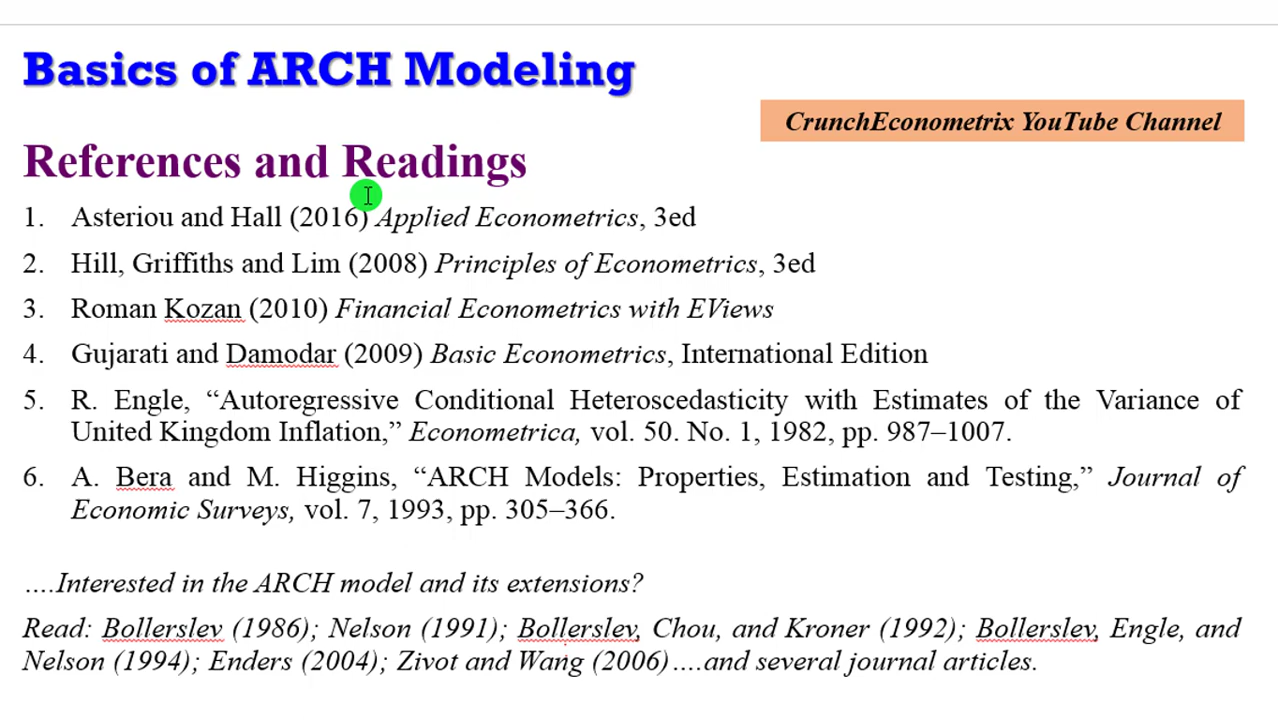 Basics of ARCH Modeling
CrunchEconometrix YouTube Channel
References and Readings
1. Asteriou and Hall (2016) Applied Econometrics, 3ed
2. Hill, Griffiths and Lim (2008) Principles of Econometrics, 3ed
3. Roman Kozan (2010) Financial Econometrics with EViews
4. Gujarati and Damodar (2009) Basic Econometrics, International Edition
5. R. Engle, “Autoregressive Conditional Heteroscedasticity with Estimates of the Variance of
United Kingdom Inflation,” Econometrica, vol. 50. No. 1, 1982, pp. 987–1007.
6. A. Bera and M. Higgins, “ARCH Models: Properties, Estimation and Testing,” Journal of
Economic Surveys, vol. 7, 1993, pp. 305–366.
….Interested in the ARCH model and its extensions?
Read: Bollerslev (1986); Nelson (1991); Bollerslev, Chou, and Kroner (1992); Bollerslev, Engle, and
Nelson (1994); Enders (2004); Zivot and Wang (2006)….and several journal articles.